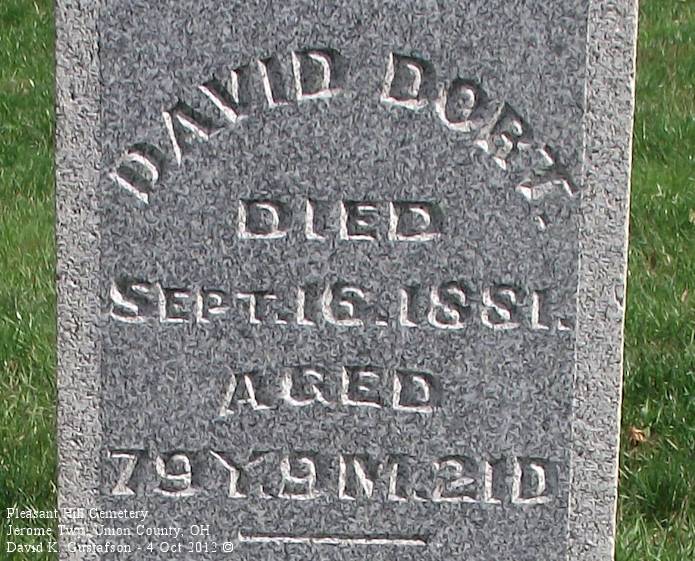 DAVID DORY.
DIED
SEPT. 16. 1881.
AGED
79 Y. 9 M. 21 D
Pleasant Hill Cemetery
Jerome Twp, Union County, OH
David K. Gustafson - 4 Oct 2012 ©